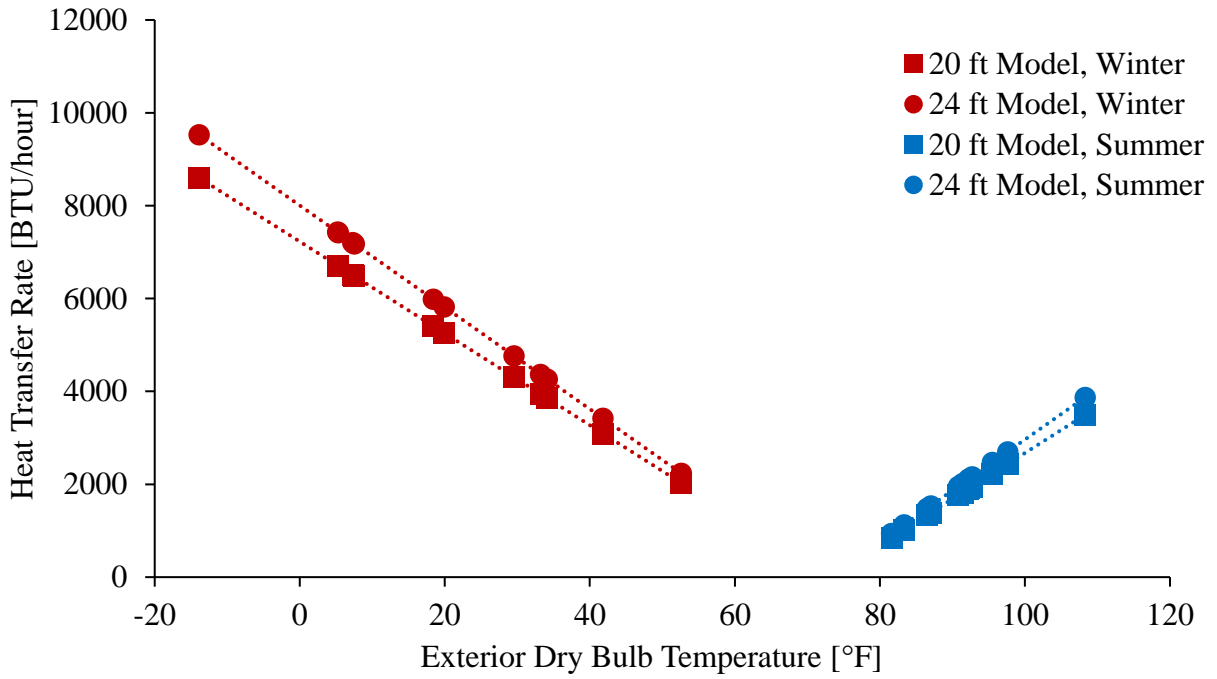 Heat Transfer Rate [BTU/hour]
12000
10000
8000
6000
4000
2000
0
-20
0
20
40
60
80
100
120
Exterior Dry Bulb Temperature [°F]
20 ft Model, Winter
24 ft Model, Winter
20 ft Model, Summer
24 ft Model, Summer